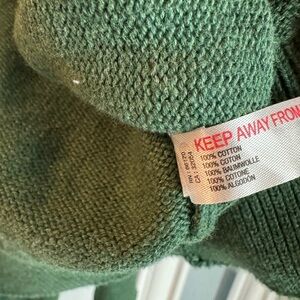 KEEP AWAY FROM
100% COTTON
100% COTON
100% BAUMWOLLE
100% COTONE
100% ALGODON